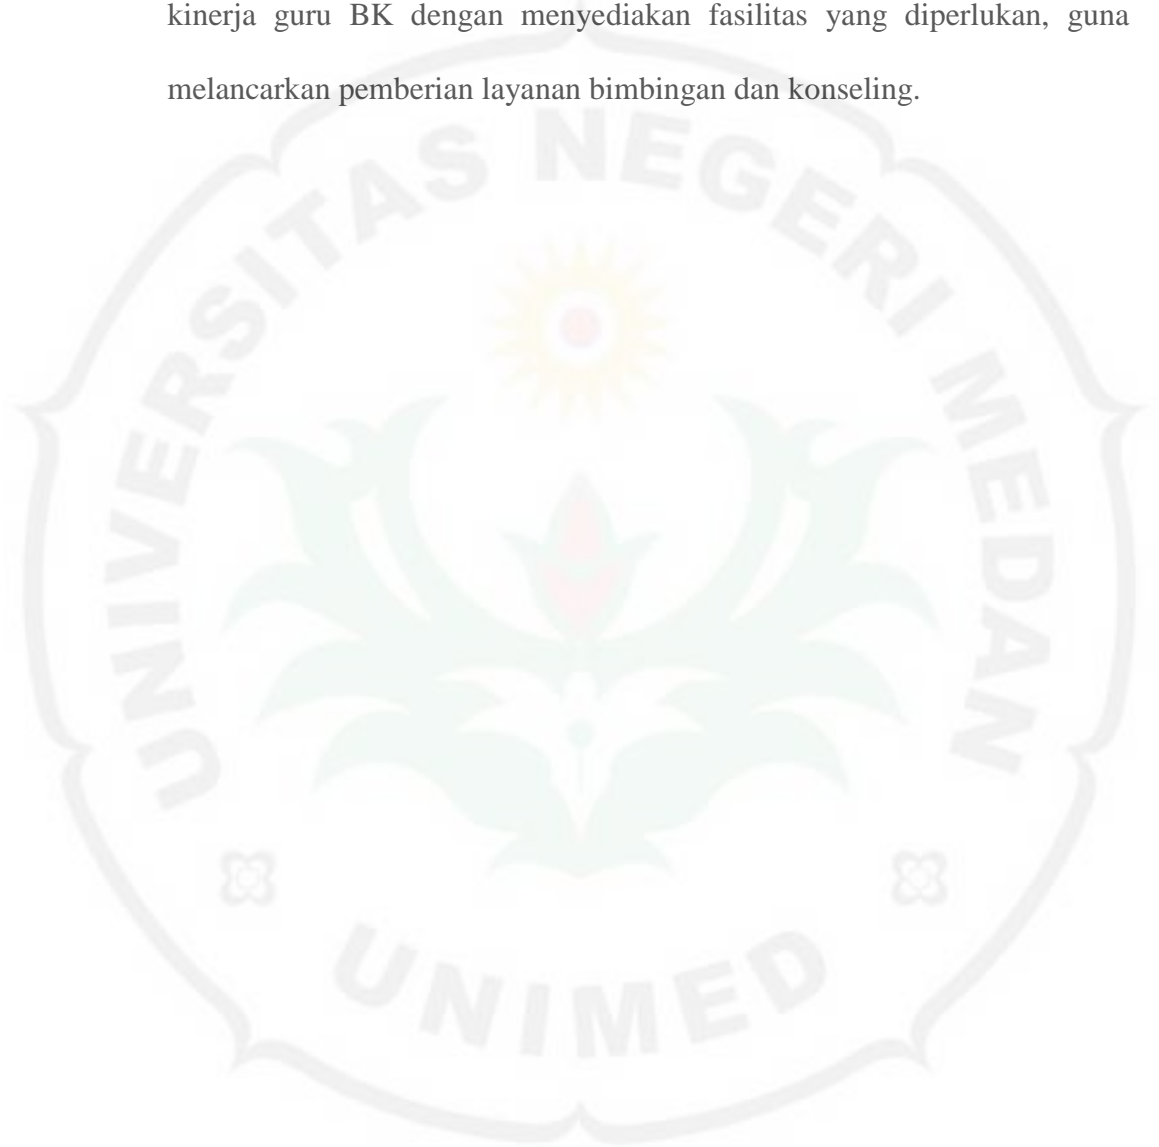 kinerja guru BK dengan menyediakan fasilitas yang diperlukan, guna
melancarkan pemberian layanan bimbingan dan konseling.
UNIVERSITAS NEGERI MEDAN
UNIMED